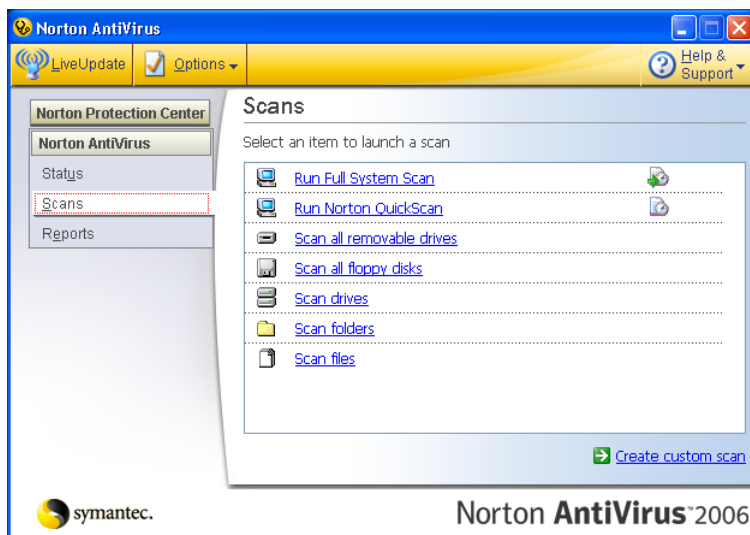 Norton AntiVirus
LiveUpdate
Options
Help & Support
Norton Protection Center
Norton AntiVirus
Status
Scans
Reports
Scans
Select an item to launch a scan
Run Full System Scan
Run Norton QuickScan
Scan all removable drives
Scan all floppy disks
Scan drives
Scan folders
Scan files
Create custom scan
symantec.
Norton AntiVirus™ 2006